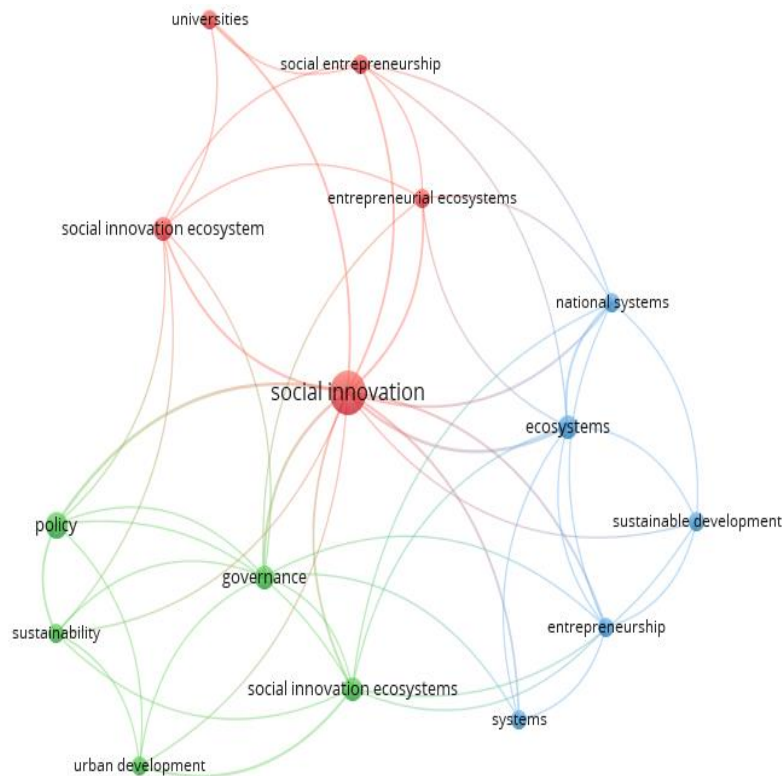 universities
social entrepreneurship
entrepreneurial ecosystems
social innovation ecosystem
national systems
social innovation
ecosystems
policy
sustainable development
governance
sustainability
entrepreneurship
social innovation ecosystems
systems
urban development